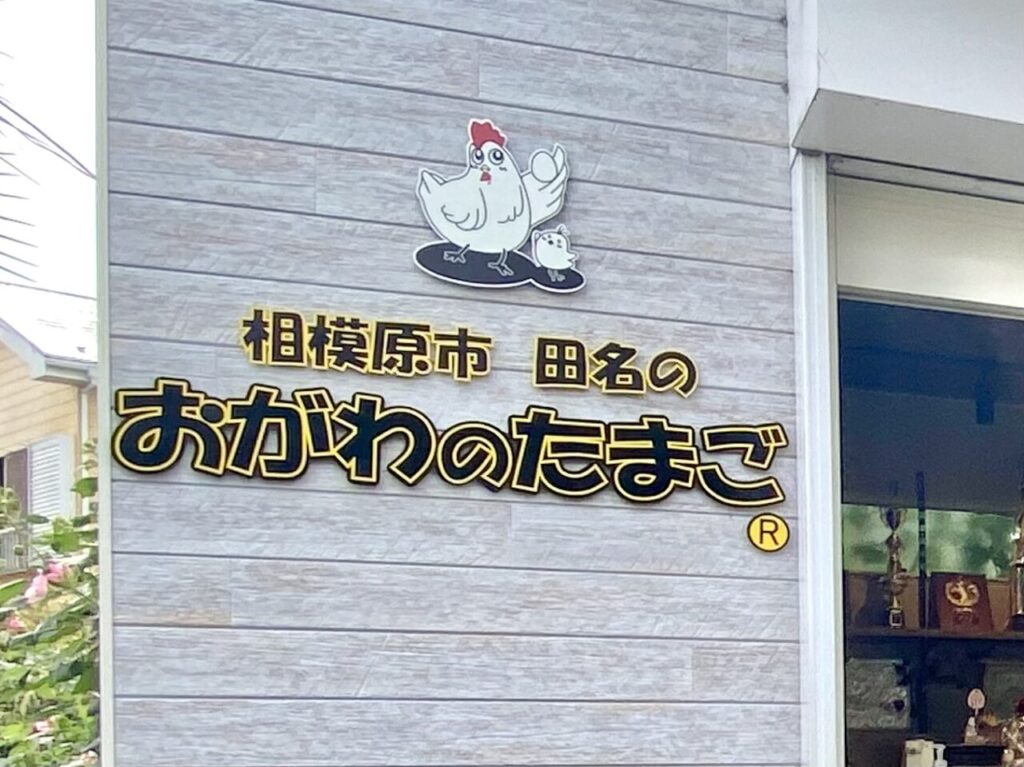 相模原市 田名の
おがわのたまご
R